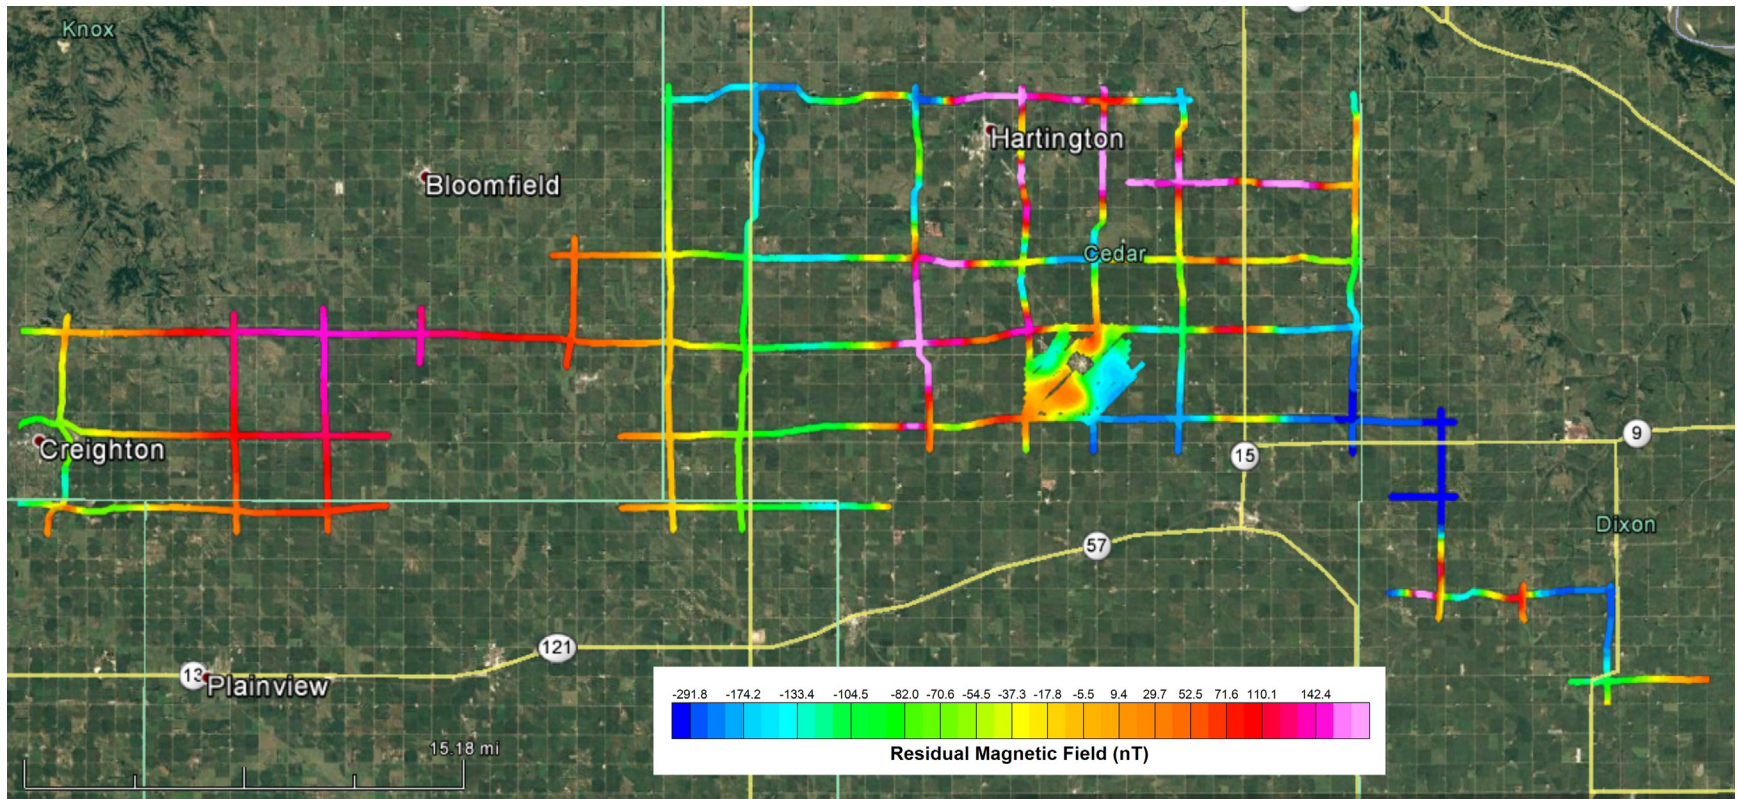 Knox
Hartington
Bloomfield
Cedar
Creighton
9
15
Dixon
57
121
13
Plainview
15.18 mi
-291.8 -174.2 -133.4 -104.5 -82.0 -70.6 -54.5 -37.3 -17.8 -5.5 9.4 29.7 52.5 71.6 110.1 142.4
Residual Magnetic Field (nT)